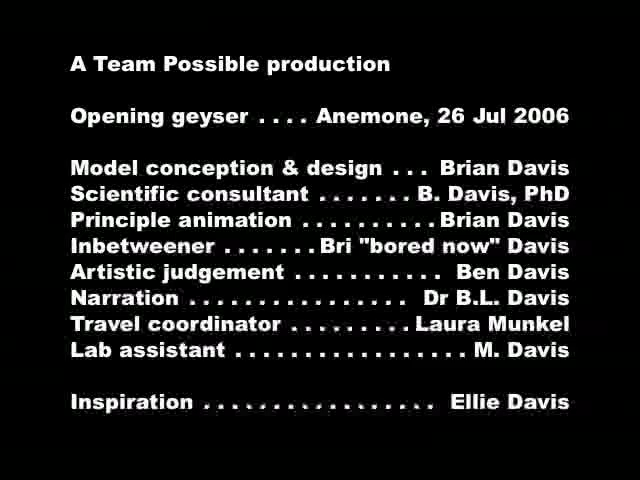 A Team Possible production
Opening geyser . . . . Anemone, 26 Jul 2006
Model conception & design . . . Brian Davis
Scientific consultant . . . . . . . B. Davis, PhD
Principle animation . . . . . . . . . . Brian Davis
Inbetweener . . . . . . . Bri "bored now" Davis
Artistic judgement . . . . . . . . . . . Ben Davis
Narration . . . . . . . . . . . . . . . . Dr B.L. Davis
Travel coordinator . . . . . . . . . Laura Munkel
Lab assistant . . . . . . . . . . . . . . . . . M. Davis
Inspiration . . . . . . . . . . . . . . . . . Ellie Davis